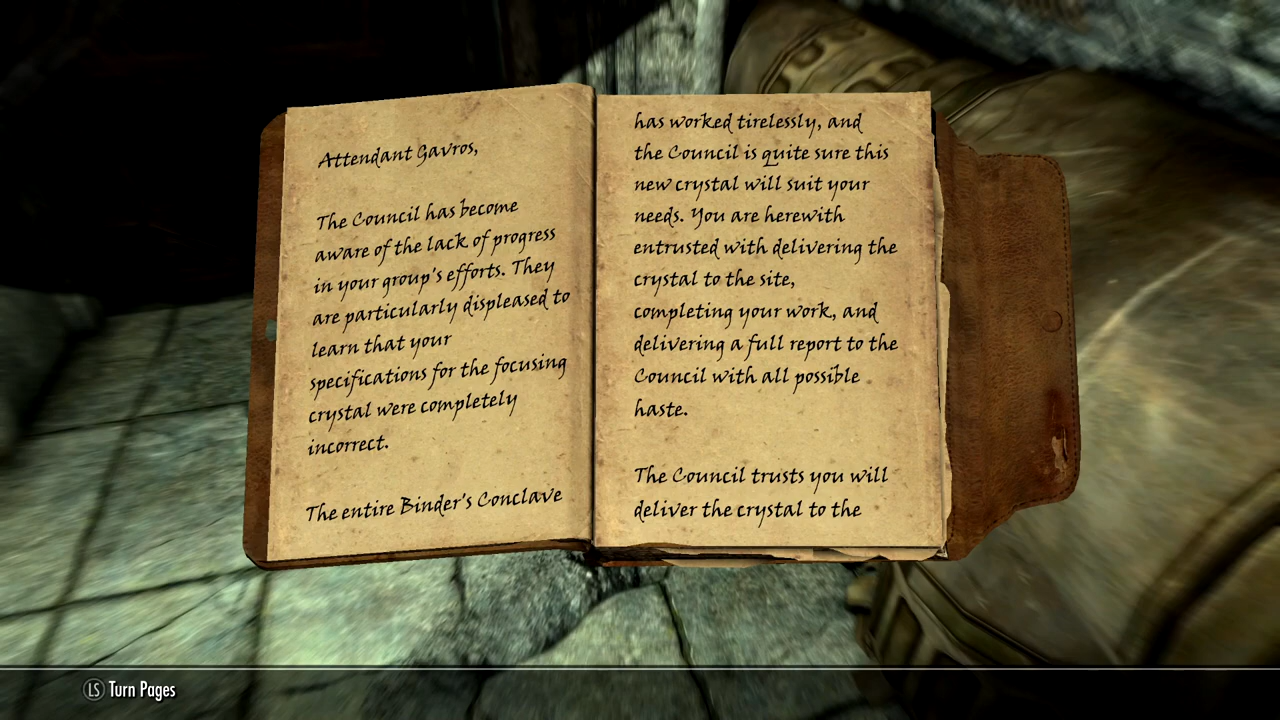 Attendant Gavros,
The Council has become
aware of the lack of progress
in your group's efforts. They
are particularly displeased to
learn that your
specifications for the focusing
crystal were completely
incorrect.
The entire Binder's Conclave
has worked tirelessly, and
the Council is quite sure this
new crystal will suit your
needs. You are herewith
entrusted with delivering the
crystal to the site,
completing your work, and
delivering a full report to the
Council with all possible
haste.
The Council trusts you will
deliver the crystal to the
LS Turn Pages